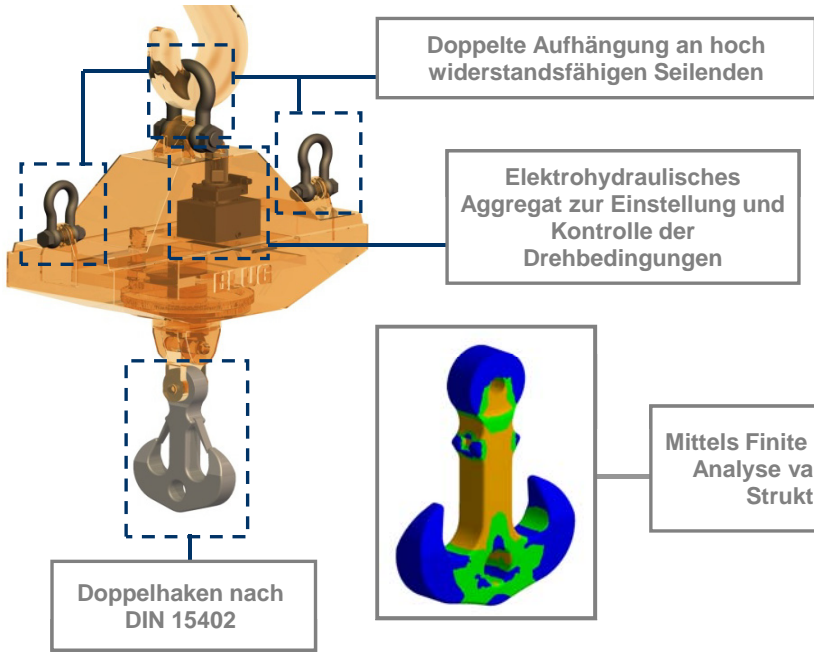 Doppelte Aufhängung an hoch
widerstandsfähigen Seilenden
Elektrohydraulisches
Aggregat zur Einstellung und
Kontrolle der
Drehbedingungen
BLUG
Mittels Finite
Analyse va
Strukt
Doppelhaken nach
DIN 15402